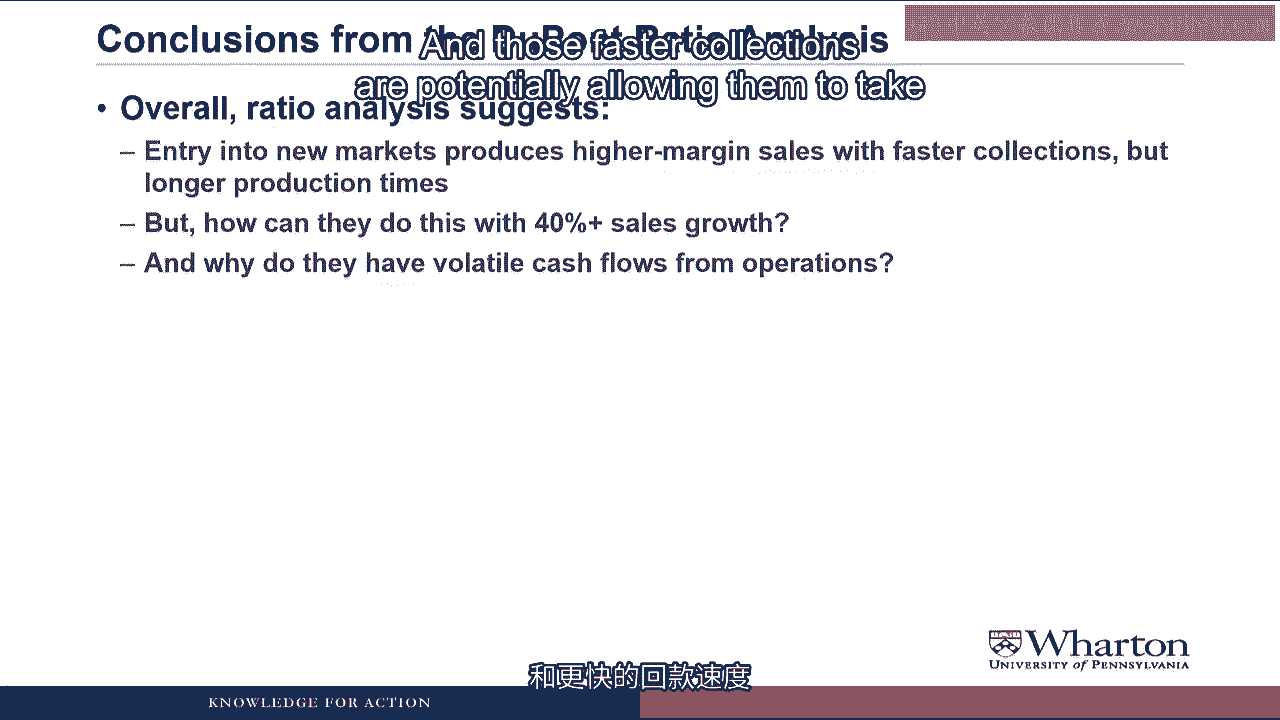 Conclusions from the DuPont Ratio Analysis
And those faster collections
are potentially allowing them to take
• Overall, ratio analysis suggests:
– Entry into new markets produces higher-margin sales with faster collections, but
longer production times
– But, how can they do this with 40%+ sales growth?
– And why do they have volatile cash flows from operations?
Wharton
UNIVERSITY of PENNSYLVANIA
和更快的回款速度
KNOWLEDGE FOR ACTION